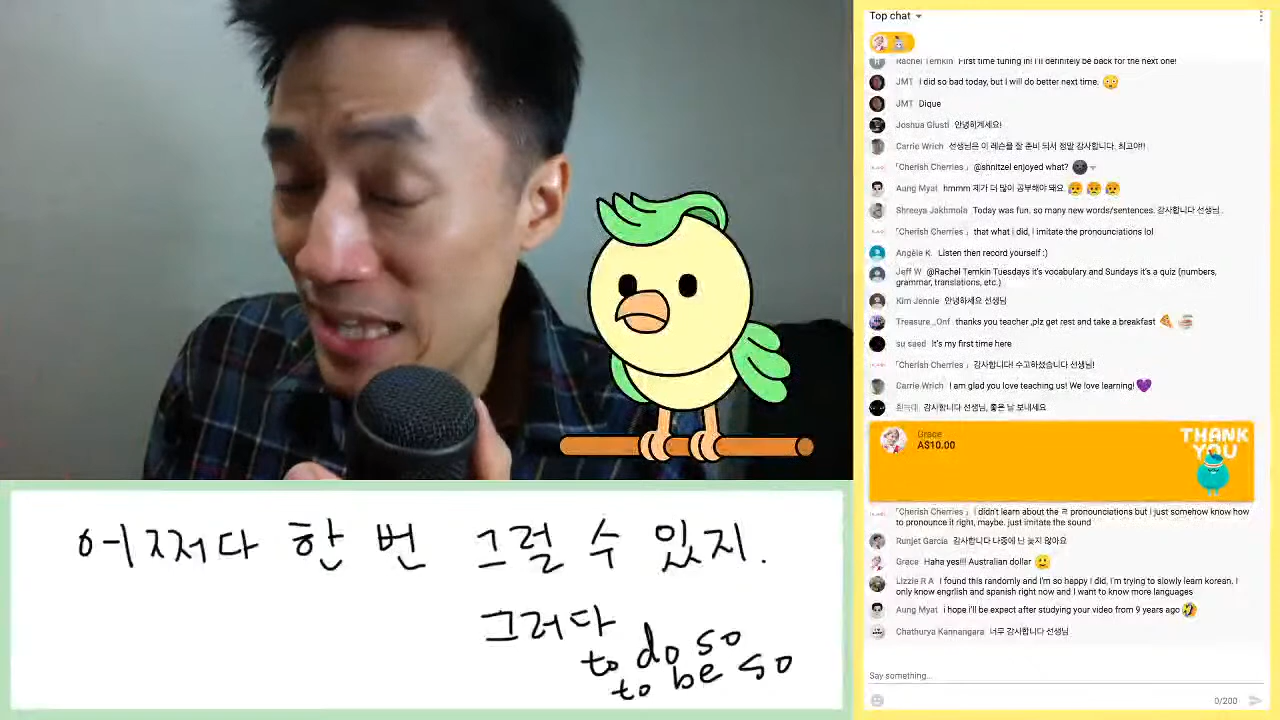 어쩌다 한 번 그럴 수 있지.
그러다
to do so
to be so
Top chat
Rachel Temkin First time tuning in! I'll definitely be back for the next one!
JMT I did so bad today, but I will do better next time.
JMT Dique
Joshua Giusti 안녕하게세요!
Carrie Wrich 선생님은 이 레슨을 잘 준비 되서 정말 감사합니다. 최고야!!
「Cherish Cherries」 @shnitzel enjoyed what?
Aung Myat hmmm 제가 더 많이 공부해야 돼요.
Shreeya Jakhmola Today was fun. so many new words/sentences. 감사합니다 선생님 .
「Cherish Cherries」 that what i did, I imitate the pronounciations lol
Angèle K. Listen then record yourself :)
Jeff W @Rachel Temkin Tuesdays it's vocabulary and Sundays it's a quiz (numbers,
grammar, translations, etc.)
Kim Jennie 안녕하세요 선생님
Treasure_Onf thanks you teacher ,plz get rest and take a breakfast
su saed It's my first time here
「Cherish Cherries」 감사합니다! 수고하셨습니다 선생님!
Carrie Wrich I am glad you love teaching us! We love learning!
감사합니다 선생님, 좋은 날 보내세요
Grace
A$10.00
THANK
YOU
「Cherish Cherries」 i didn't learn about the ㄹ pronounciations but I just somehow know how
to pronounce it right, maybe. just imitate the sound
Runjet Garcia 감사합니다 나중에 난 늦지 않아요
Grace Haha yes!!! Australian dollar
Lizzie R A I found this randomly and I'm so happy I did, I'm trying to slowly learn korean. I
only know engrlish and spanish right now and I want to know more languages
Aung Myat i hope i'll be expect after studying your video from 9 years ago
Chathurya Kannangara 너무 감사합니다 선생님
Say something...
0/200